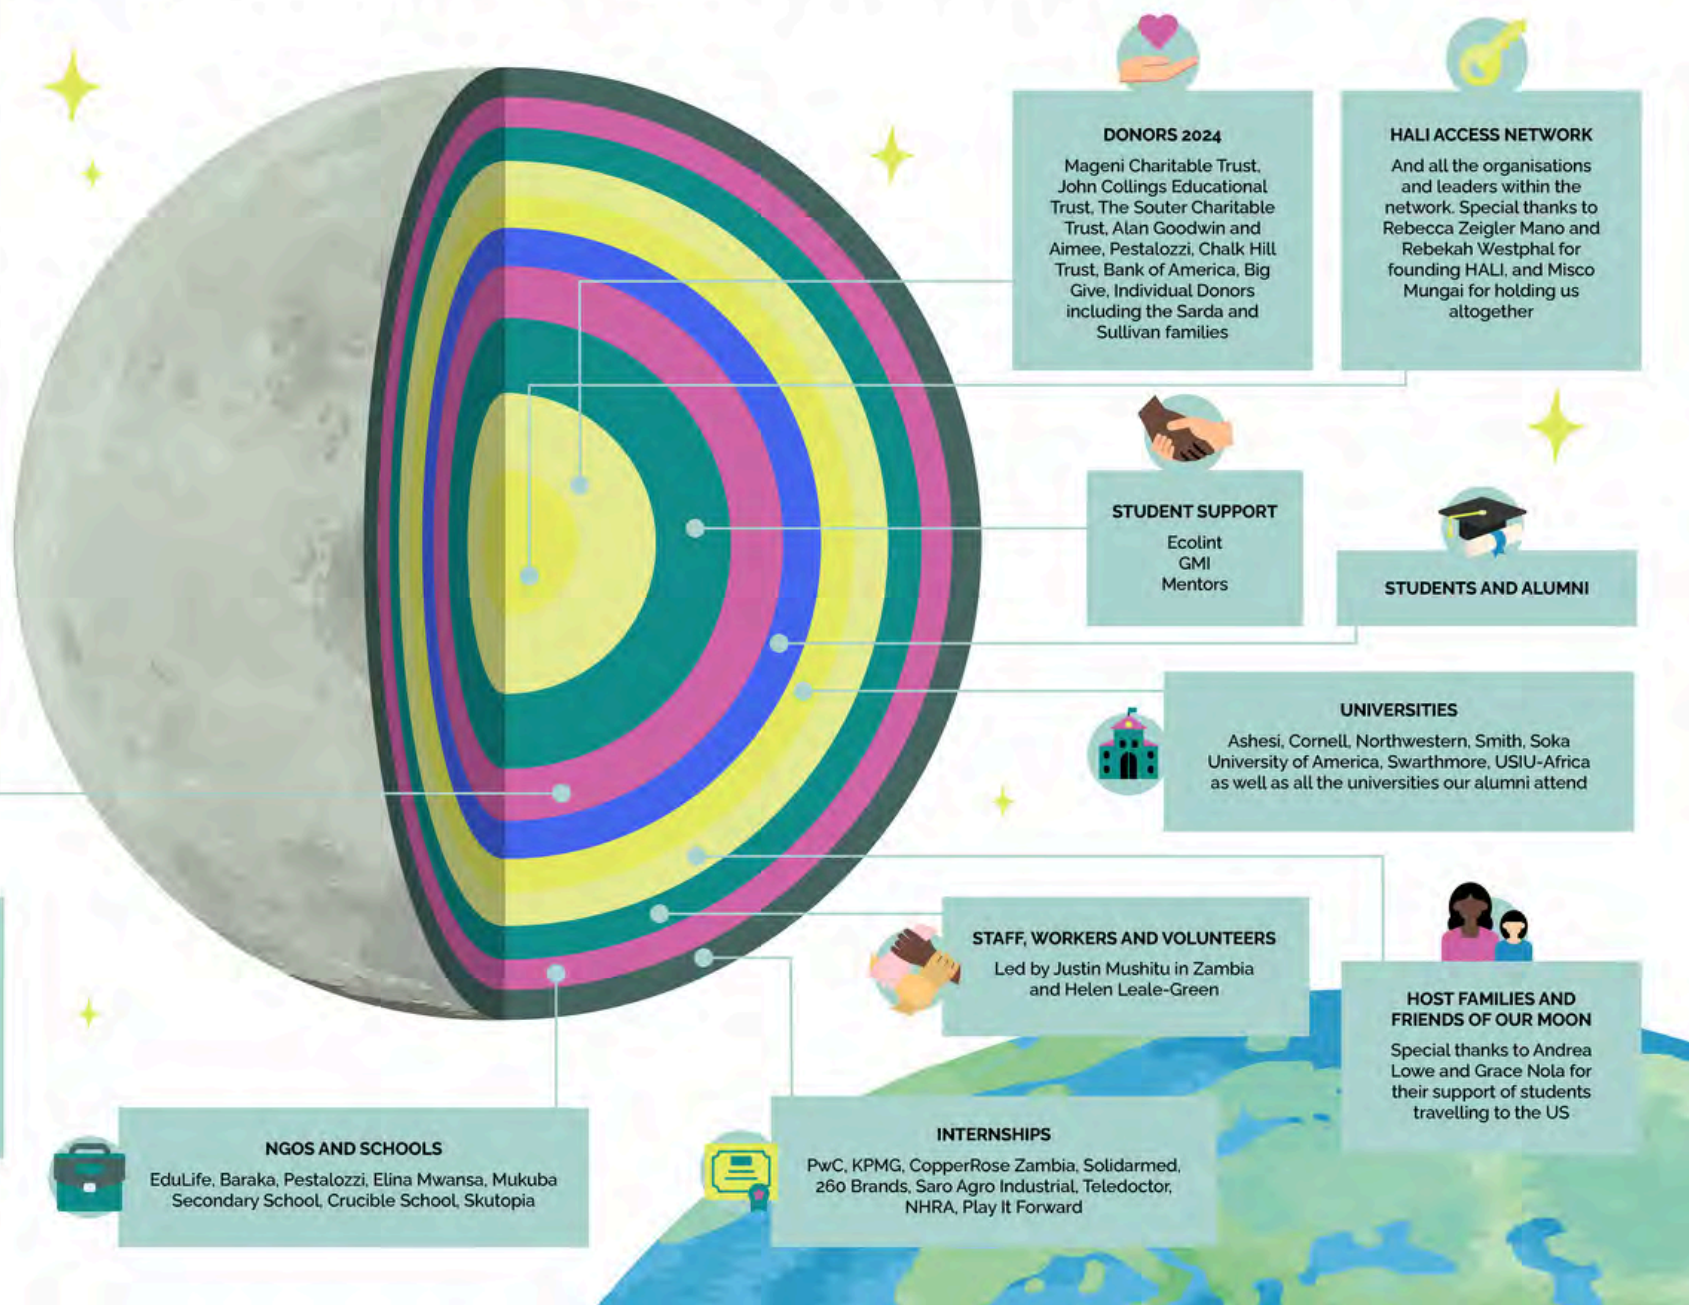 DONORS 2024
Mageni Charitable Trust,
John Collings Educational
Trust, The Souter Charitable
Trust, Alan Goodwin and
Aimee, Pestalozzi, Chalk Hill
Trust, Bank of America, Big
Give, Individual Donors
including the Sarda and
Sullivan families
HALI ACCESS NETWORK
And all the organisations
and leaders within the
network. Special thanks to
Rebecca Zeigler Mano and
Rebekah Westphal for
founding HALI, and Misco
Mungai for holding us
altogether
STUDENT SUPPORT
Ecolint
GMI
Mentors
STUDENTS AND ALUMNI
UNIVERSITIES
Ashesi, Cornell, Northwestern, Smith, Soka
University of America, Swarthmore, USIU-Africa
as well as all the universities our alumni attend
STAFF, WORKERS AND VOLUNTEERS
Led by Justin Mushitu in Zambia
and Helen Leale-Green
HOST FAMILIES AND
FRIENDS OF OUR MOON
Special thanks to Andrea
Lowe and Grace Nola for
their support of students
travelling to the US
NGOS AND SCHOOLS
EduLife, Baraka, Pestalozzi, Elina Mwansa, Mukuba
Secondary School, Crucible School, Skutopia
INTERNSHIPS
PwC, KPMG, CopperRose Zambia, Solidarmed,
260 Brands, Saro Agro Industrial, Teledoctor,
NHRA, Play It Forward